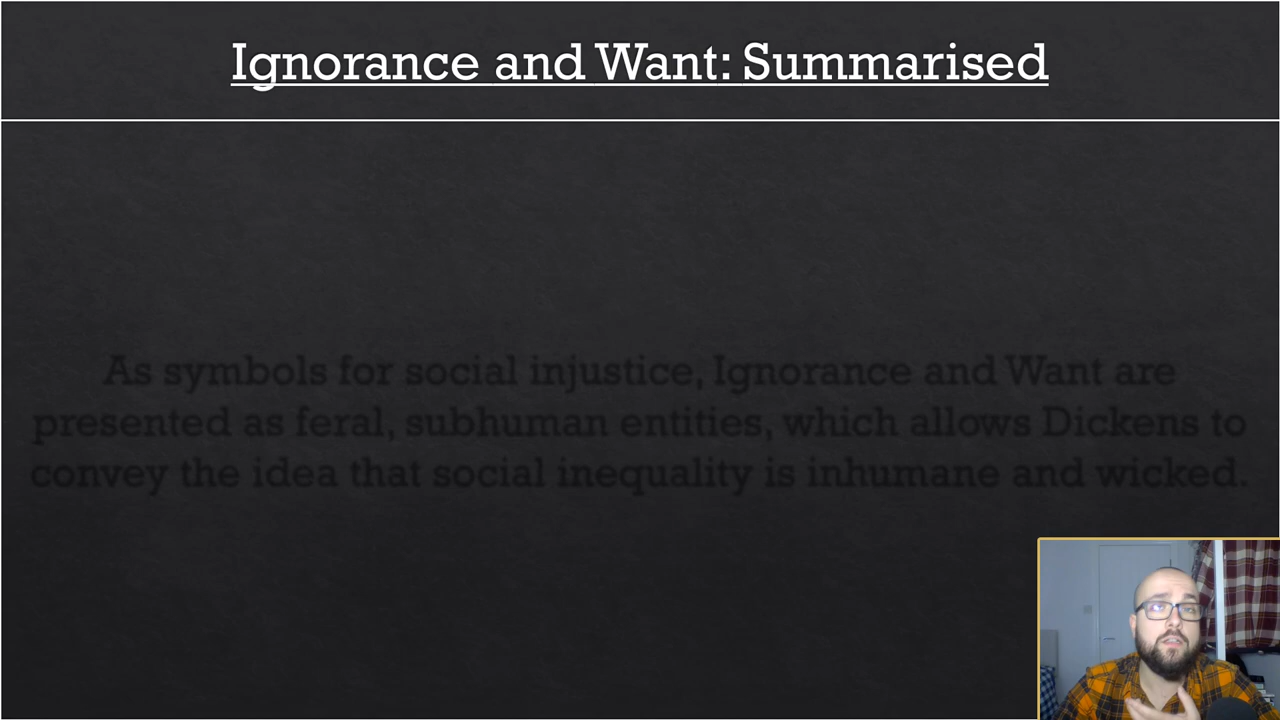 Ignorance and Want: Summarised
As symbols for social injustice, Ignorance and Want are
presented as feral, subhuman entities, which allows Dickens to
convey the idea that social inequality is inhumane and wicked.